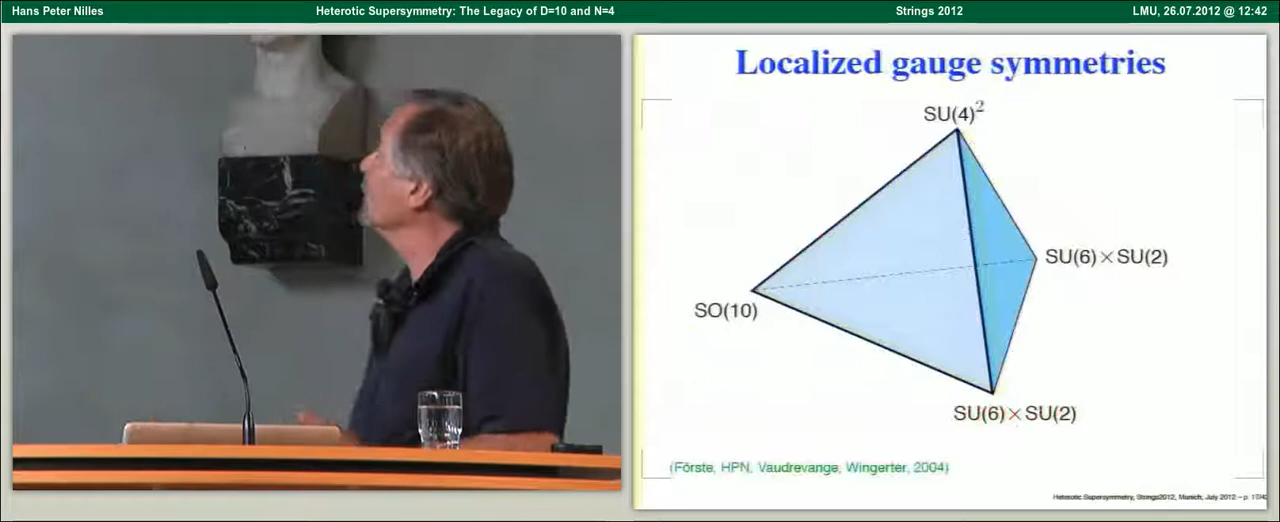 Hans Peter Nilles
Heterotic Supersymmetry: The Legacy of D=10 and N=4
Strings 2012
LMU, 26.07.2012 @ 12:42
Localized gauge symmetries
SU(4)²
SU(6)×SU(2)
SO(10)
SU(6)×SU(2)
(Förste, HPN, Vaudrevange, Wingerter, 2004)
Heterotic Supersymmetry, Strings2012, Munich, July 2012 – p.